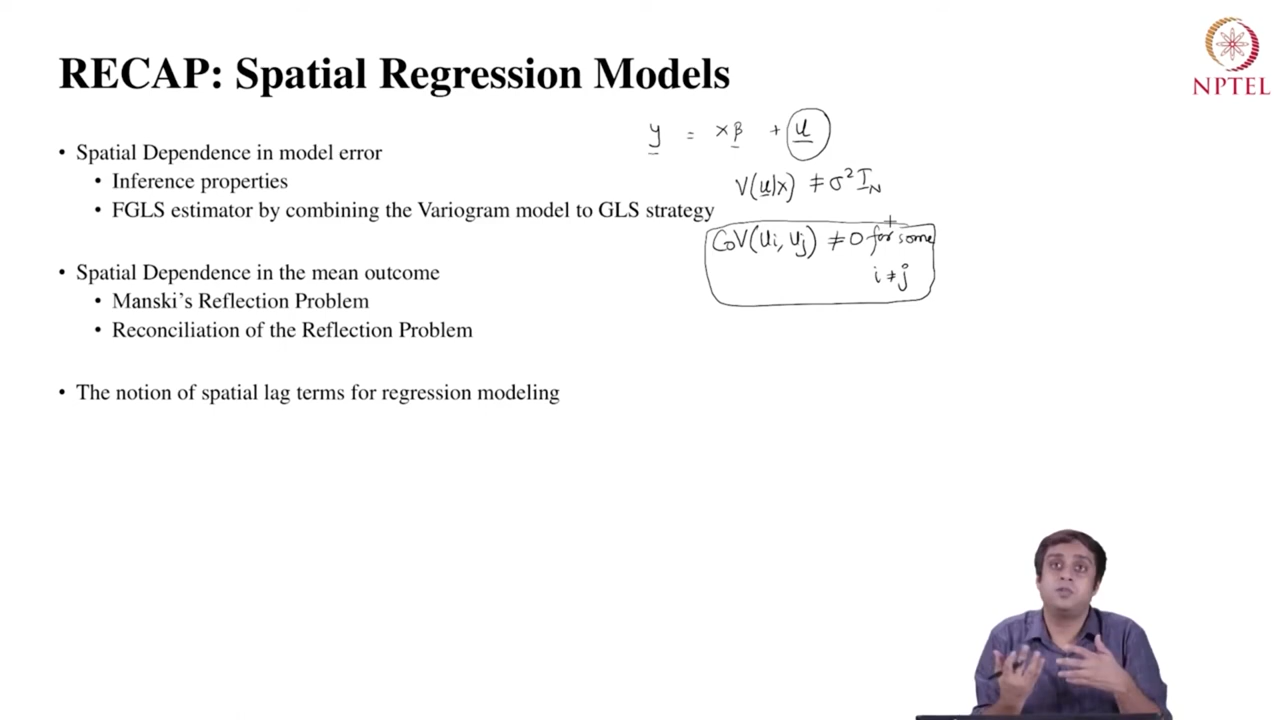 NPTEL
RECAP: Spatial Regression Models
• Spatial Dependence in model error
• Inference properties
• FGLS estimator by combining the Variogram model to GLS strategy
• Spatial Dependence in the mean outcome
• Manski's Reflection Problem
• Reconciliation of the Reflection Problem
• The notion of spatial lag terms for regression modeling
y = xβ + u
V(u|x) ≠ σ² I_N
CoV(ui, uj) ≠ 0 for some
i ≠ j